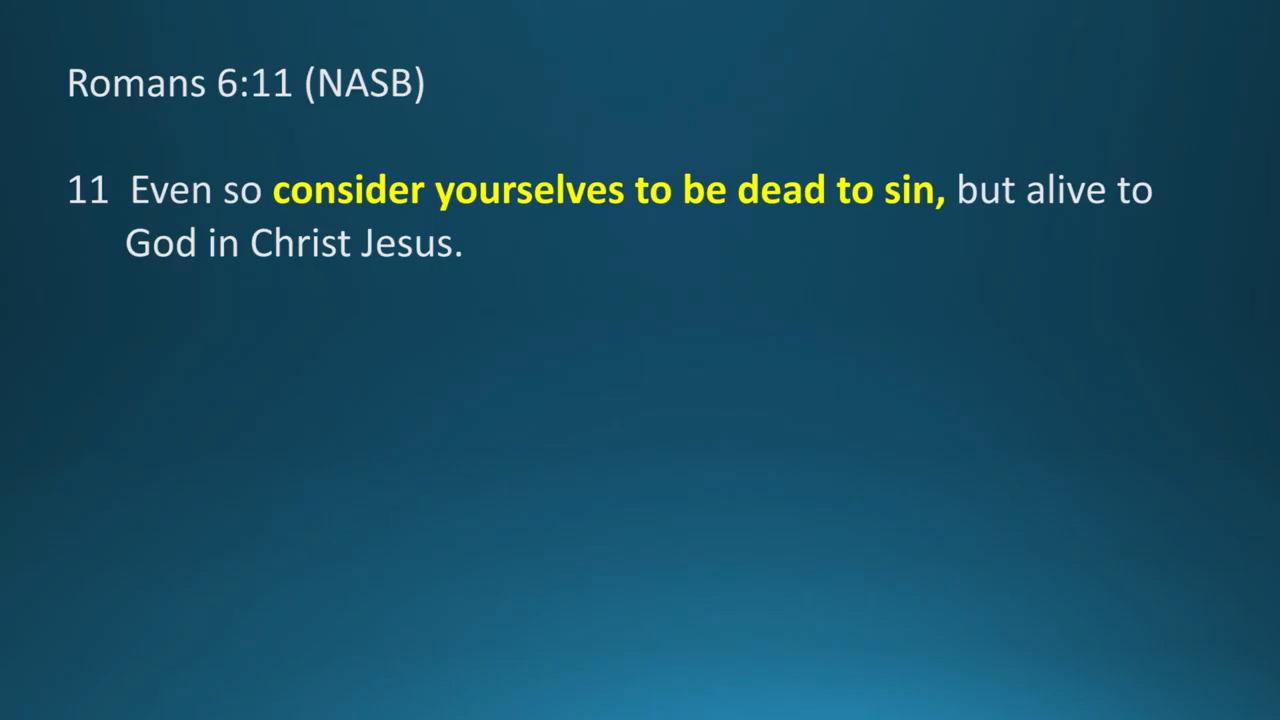 Romans 6:11 (NASB)
11 Even so consider yourselves to be dead to sin, but alive to
God in Christ Jesus.